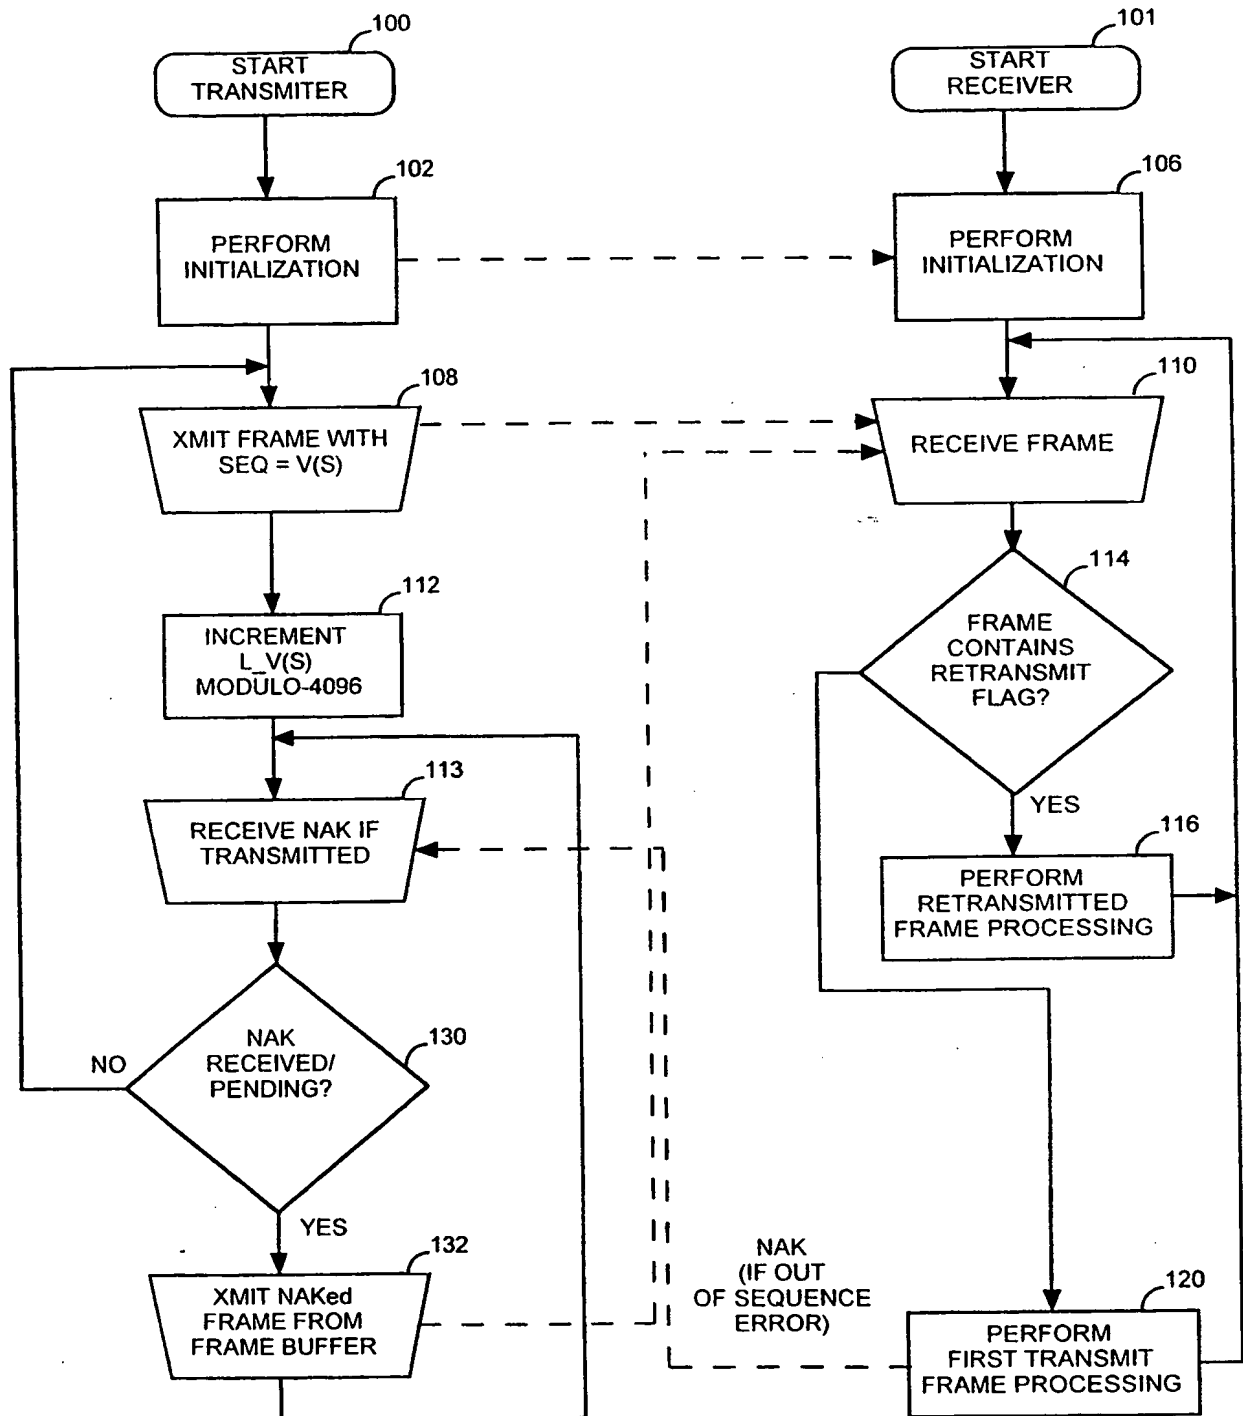 100
START
TRANSMITER
101
START
RECEIVER
102
PERFORM
INITIALIZATION
106
PERFORM
INITIALIZATION
108
XMIT FRAME WITH
SEQ = V(S)
110
RECEIVE FRAME
112
INCREMENT
L_V(S)
MODULO-4096
114
FRAME
CONTAINS
RETRANSMIT
FLAG?
YES
113
RECEIVE NAK IF
TRANSMITTED
116
PERFORM
RETRANSMITTED
FRAME PROCESSING
130
NAK
RECEIVED/
PENDING?
NO
YES
132
XMIT NAKed
FRAME FROM
FRAME BUFFER
NAK
(IF OUT
OF SEQUENCE
ERROR)
120
PERFORM
FIRST TRANSMIT
FRAME PROCESSING